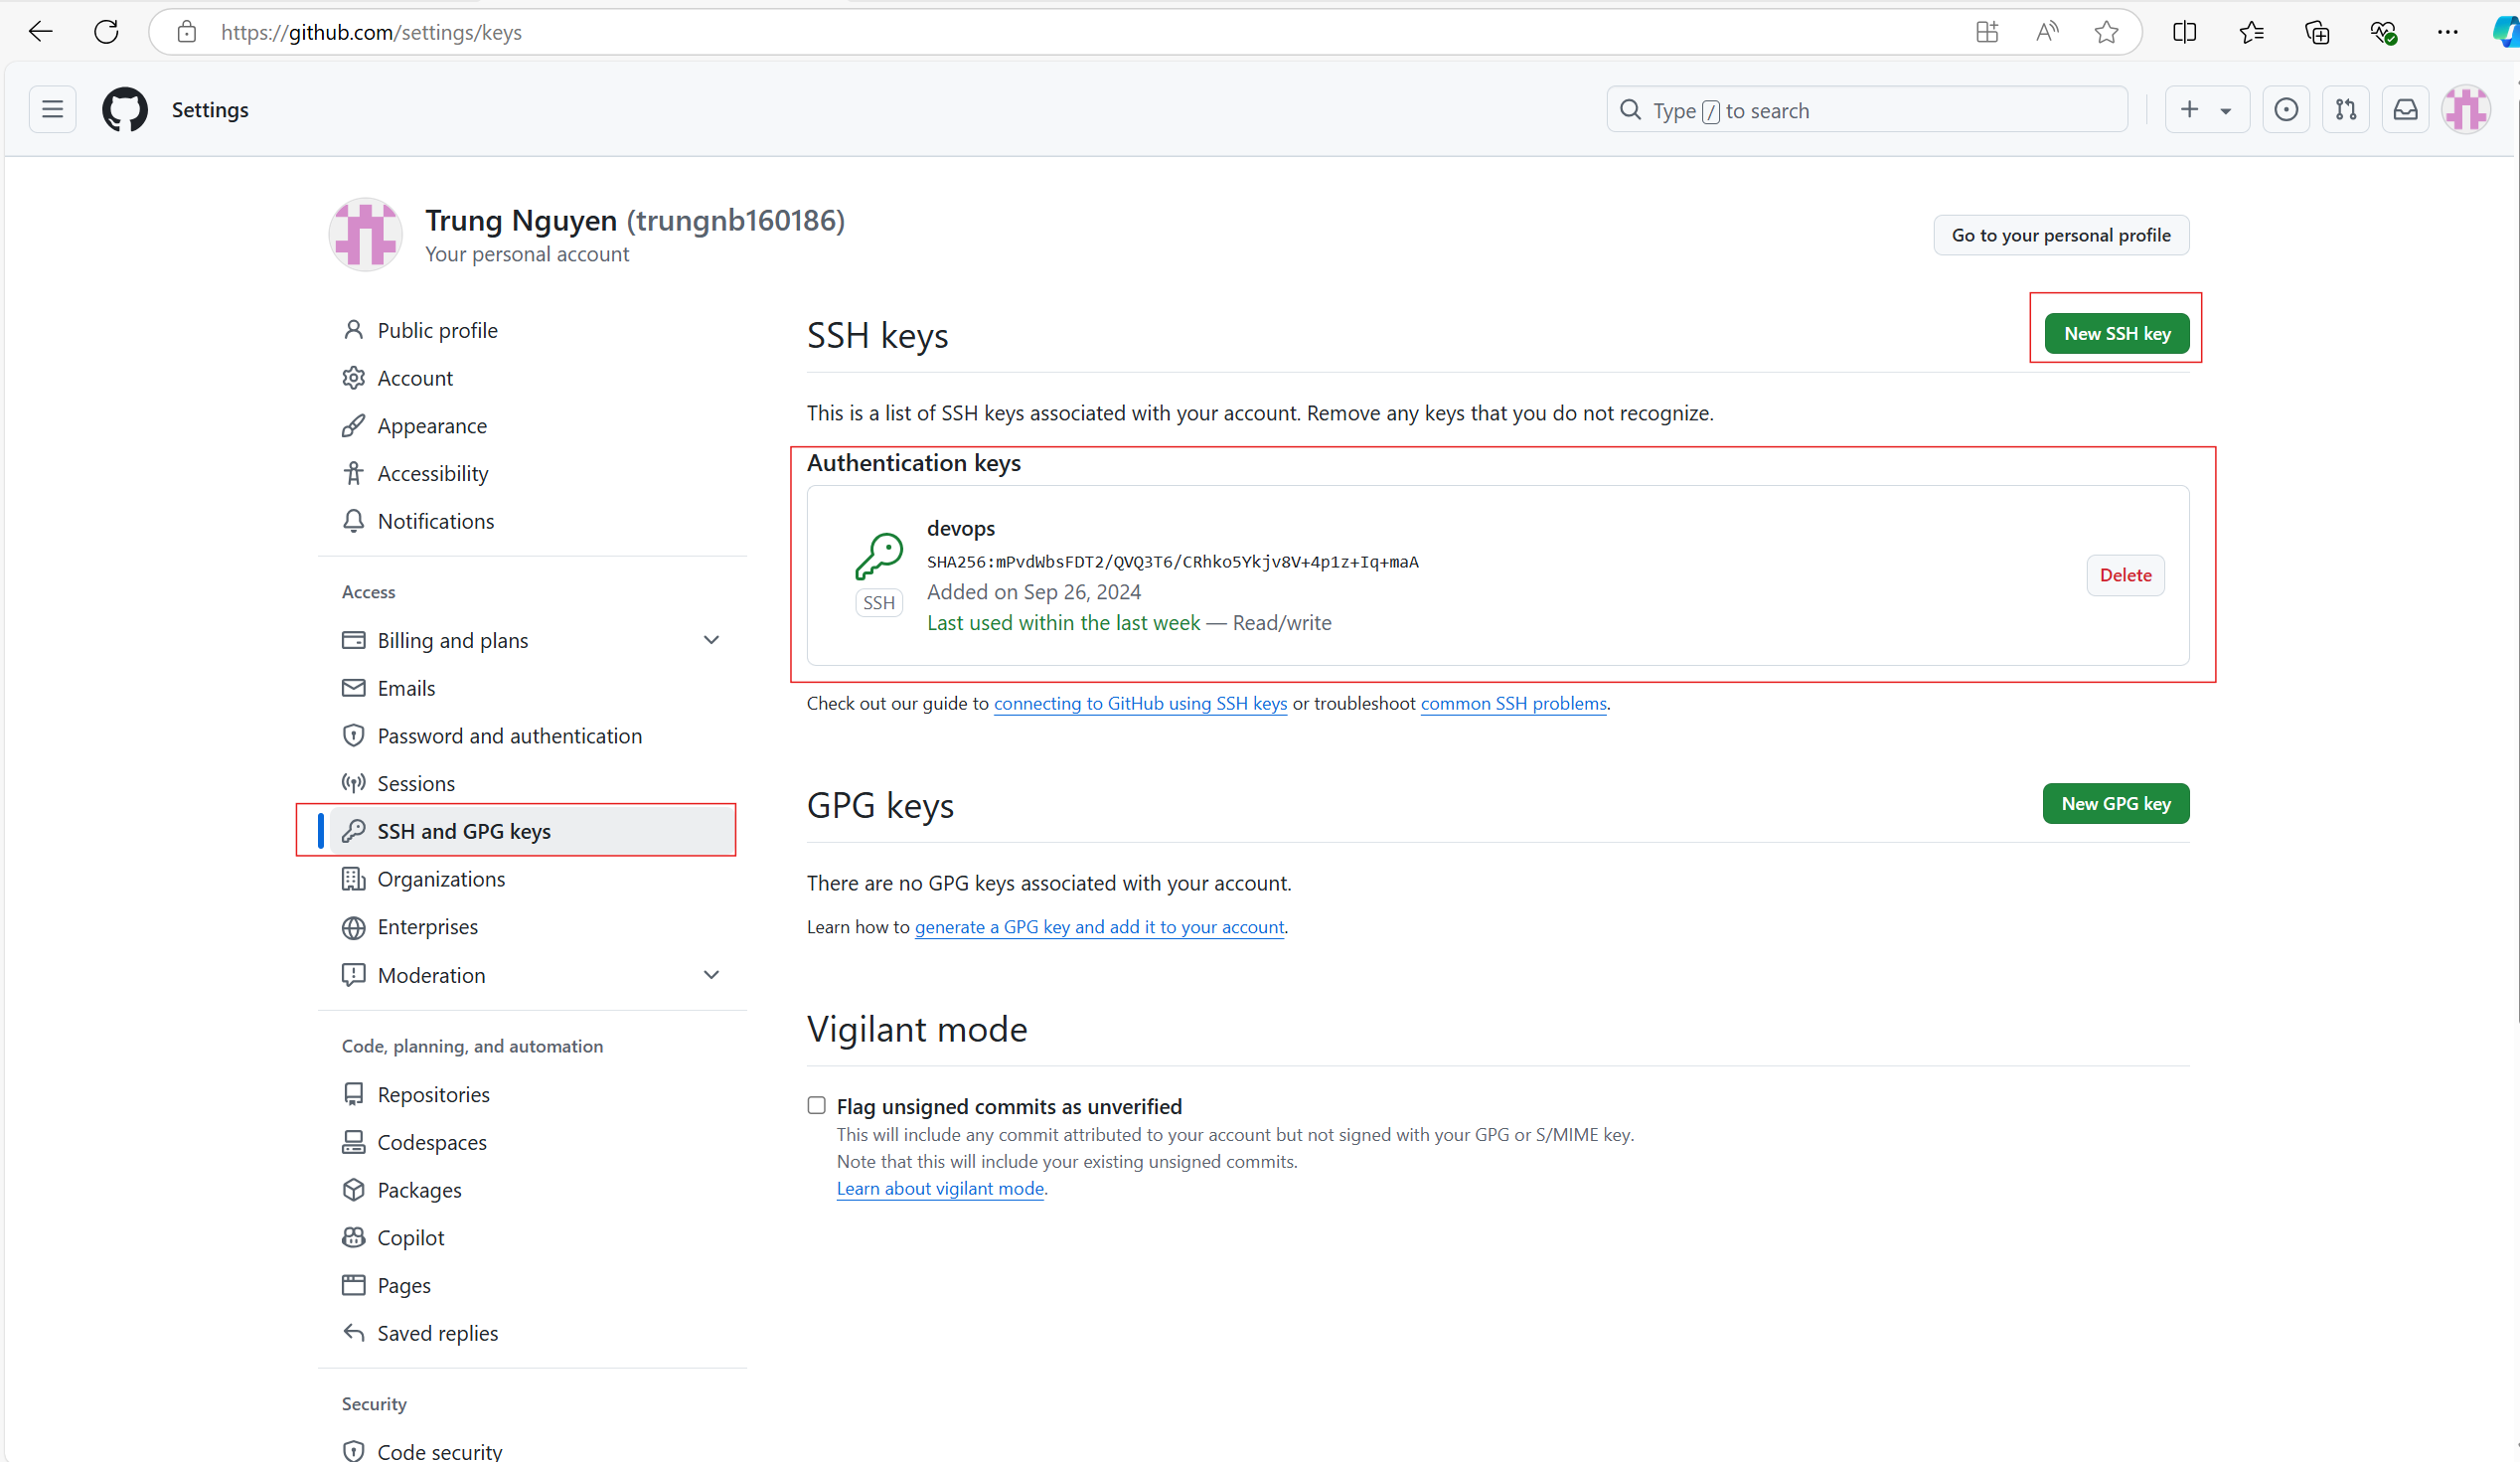 https://github.com/settings/keys
Settings
Type / to search
Trung Nguyen (trungnb160186)
Your personal account
Go to your personal profile
Public profile
Account
Appearance
Accessibility
Notifications
Access
Billing and plans
Emails
Password and authentication
Sessions
SSH and GPG keys
Organizations
Enterprises
Moderation
Code, planning, and automation
Repositories
Codespaces
Packages
Copilot
Pages
Saved replies
Security
Code security
SSH keys
New SSH key
This is a list of SSH keys associated with your account. Remove any keys that you do not recognize.
Authentication keys
devops
SHA256:mPvdWbsFDT2/QVQ3T6/CRhko5Ykjv8V+4p1z+Iq+maA
Added on Sep 26, 2024
Last used within the last week — Read/write
SSH
Delete
Check out our guide to connecting to GitHub using SSH keys or troubleshoot common SSH problems.
GPG keys
New GPG key
There are no GPG keys associated with your account.
Learn how to generate a GPG key and add it to your account.
Vigilant mode
Flag unsigned commits as unverified
This will include any commit attributed to your account but not signed with your GPG or S/MIME key.
Note that this will include your existing unsigned commits.
Learn about vigilant mode.